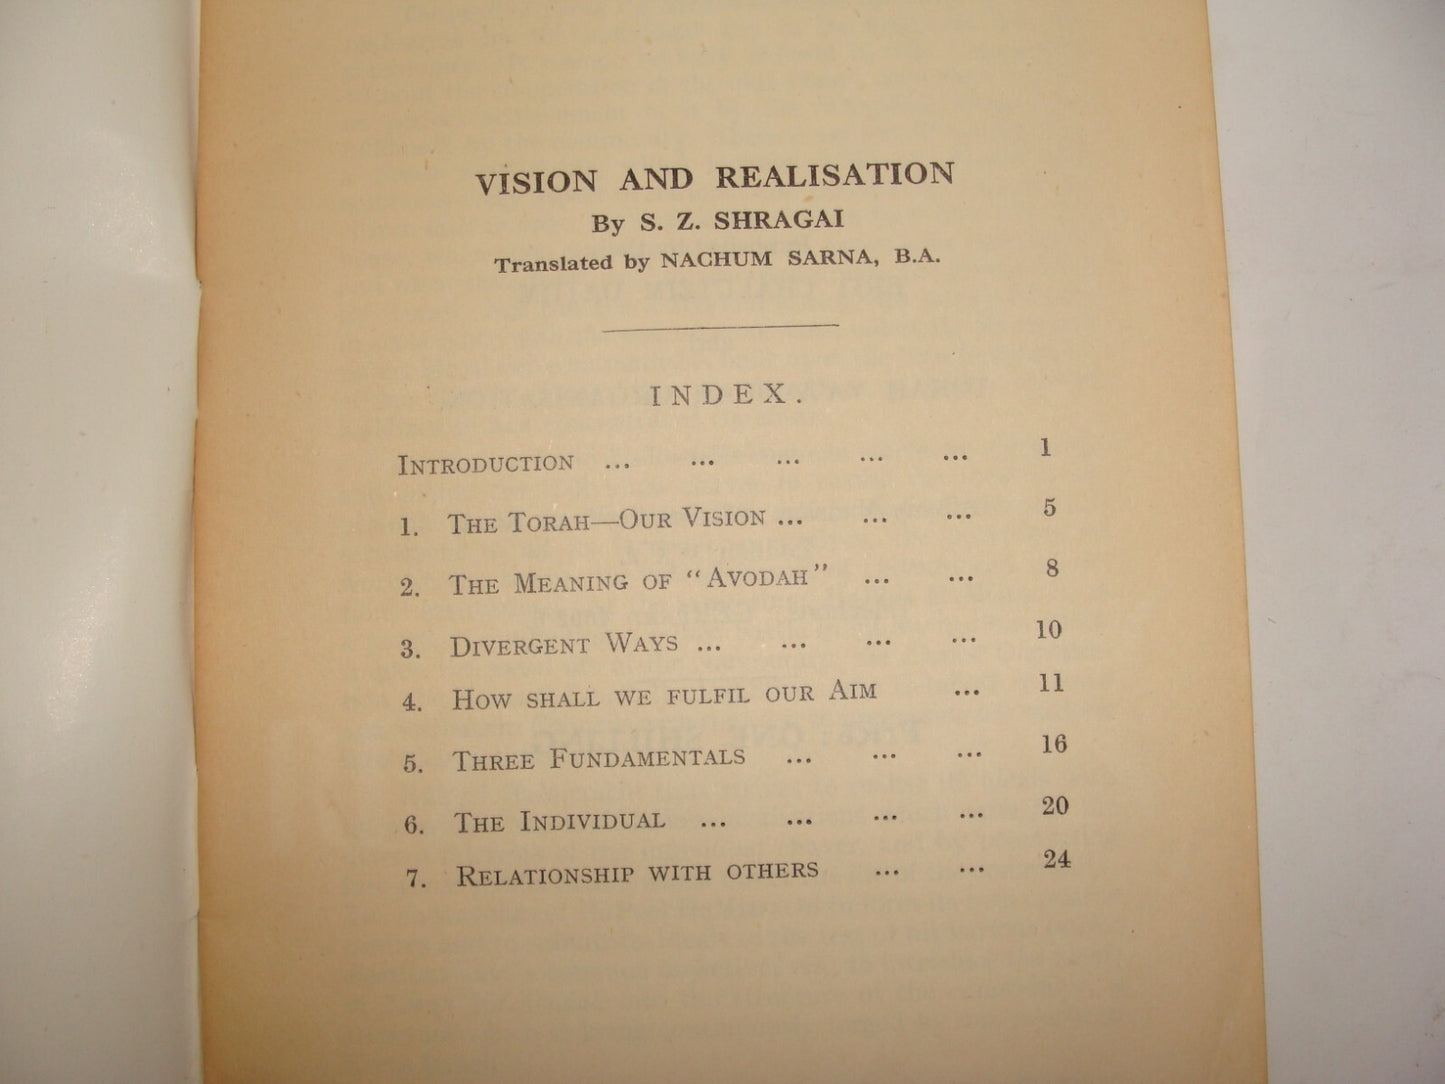 VISION AND REALISATION
By S. Z. SHRAGAI
Translated by NACHUM SARNA, B.A.
INDEX.
INTRODUCTION ... ... ... ... ... 1
1. THE TORAH—OUR VISION ... ... ... 5
2. THE MEANING OF "AVODAH" ... ... 8
3. DIVERGENT WAYS ... ... ... ... 10
4. HOW SHALL WE FULFIL OUR AIM ... 11
5. THREE FUNDAMENTALS ... ... ... 16
6. THE INDIVIDUAL ... ... ... ... 20
7. RELATIONSHIP WITH OTHERS ... ... 24